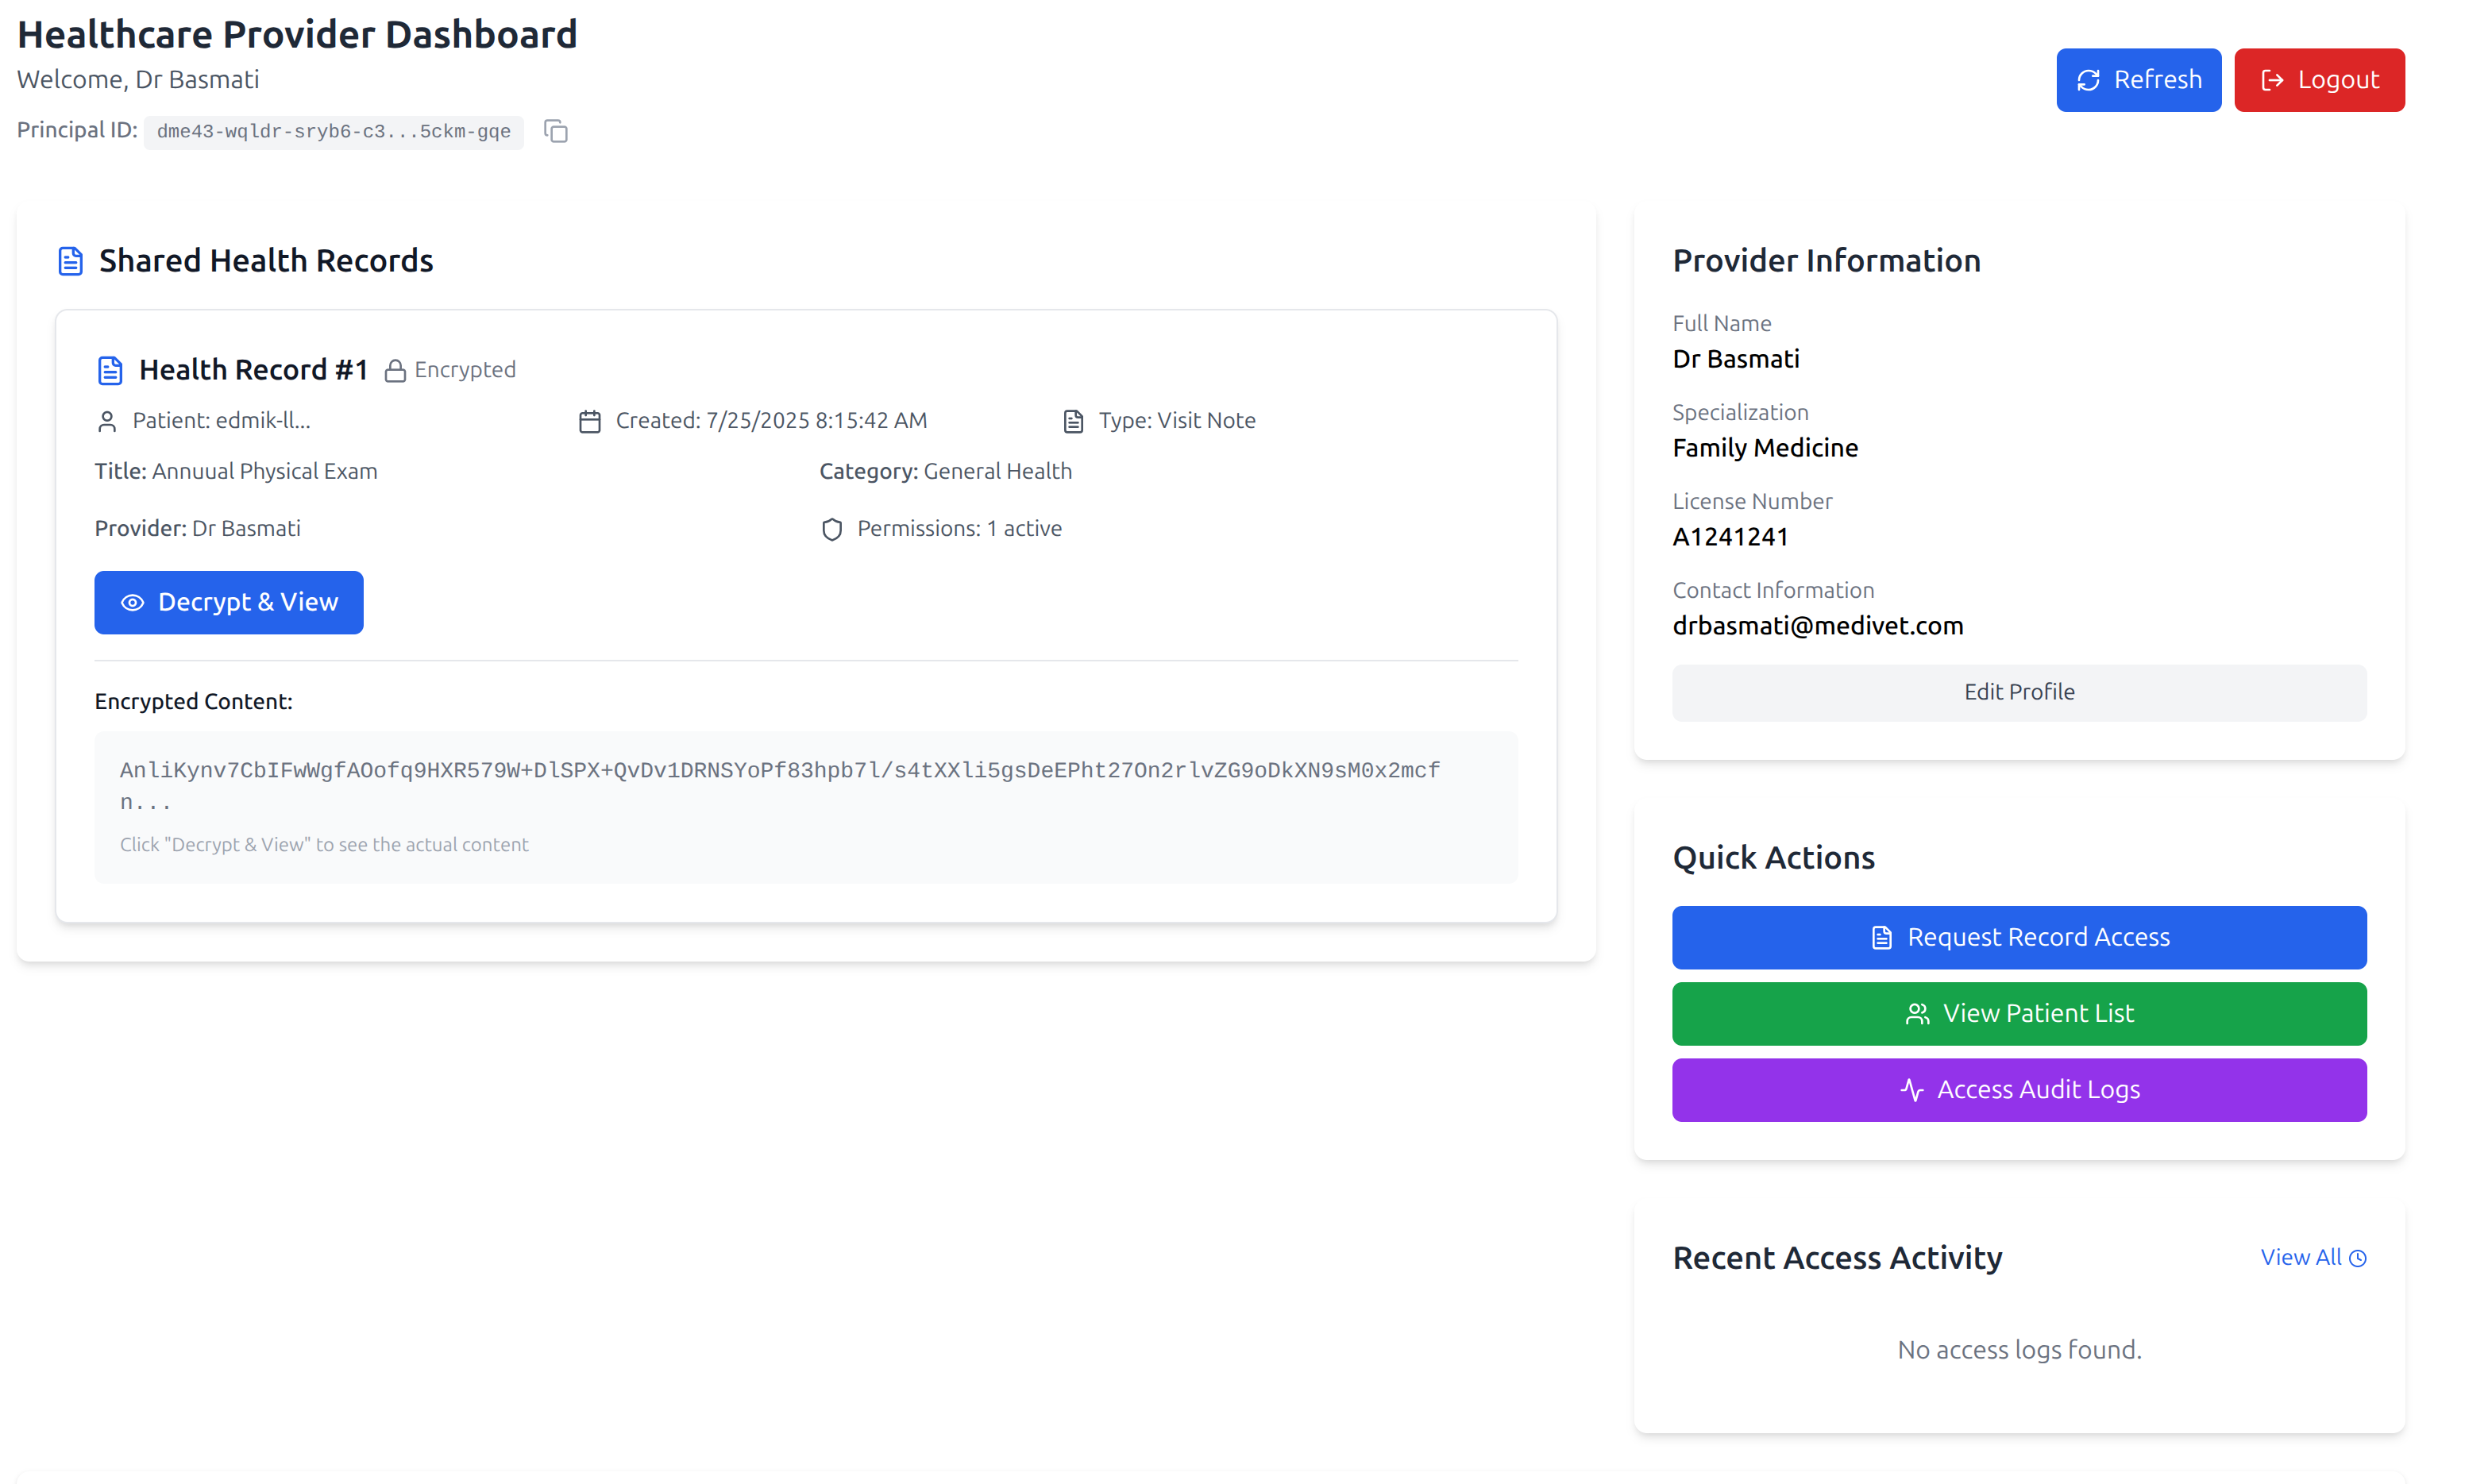 Healthcare Provider Dashboard
Welcome, Dr Basmati
Principal ID: dme43-wqldr-sryb6-c3...5ckm-gqe
Refresh
Logout
Shared Health Records
Health Record #1 Encrypted
Patient: edmik-ll... Created: 7/25/2025 8:15:42 AM Type: Visit Note
Title: Annuual Physical Exam Category: General Health
Provider: Dr Basmati Permissions: 1 active
Decrypt & View
Encrypted Content:
AnliKynv7CbIFwWgfAOofq9HXR579W+DlSPX+QvDv1DRNSYoPf83hpb7l/s4tXXli5gsDeEPht27On2rlvZG9oDkXN9sM0x2mcf
n...
Click "Decrypt & View" to see the actual content
Provider Information
Full Name
Dr Basmati
Specialization
Family Medicine
License Number
A1241241
Contact Information
drbasmati@medivet.com
Edit Profile
Quick Actions
Request Record Access
View Patient List
Access Audit Logs
Recent Access Activity View All
No access logs found.